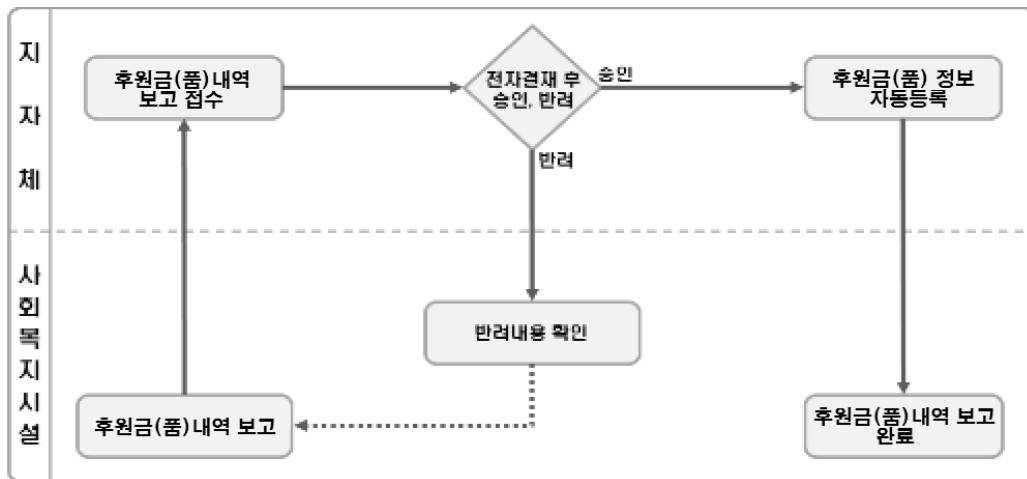 지자체
후원금(품)내역
보고 접수
전자결재 후
승인, 반려
승인
후원금(품) 정보
자동등록
반려
사회복지시설
반려내용 확인
후원금(품)내역 보고
후원금(품)내역 보고
완료